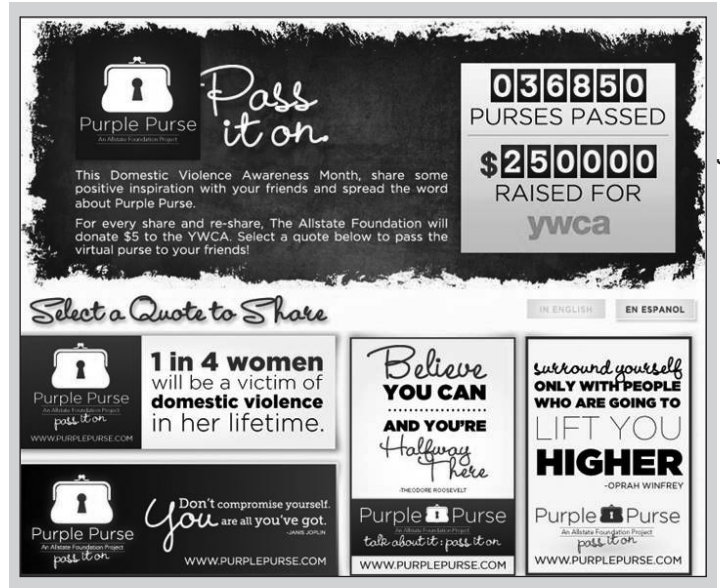 Purple Purse
An Allstate Foundation Project
Pass
it on.
This Domestic Violence Awareness Month, share some
positive inspiration with your friends and spread the word
about Purple Purse.
For every share and re-share, The Allstate Foundation will
donate $5 to the YWCA. Select a quote below to pass the
virtual purse to your friends!
036850
PURSES PASSED
$250000
RAISED FOR
ywca
Select a Quote to Share
IN ENGLISH
EN ESPANOL
Purple Purse
An Allstate Foundation Project
pass it on
WWW.PURPLEPURSE.COM
1 in 4 women
will be a victim of
domestic violence
in her lifetime.
Purple Purse
An Allstate Foundation Project
pass it on
Don't compromise yourself.
You are all you've got.
-JANIS JOPLIN
WWW.PURPLEPURSE.COM
Believe
YOU CAN
AND YOU'RE
Halfway
There
-THEODORE ROOSEVELT
Purple Purse
An Allstate Foundation Project
talk about it : pass it on
WWW.PURPLEPURSE.COM
surround yourself
ONLY WITH PEOPLE
WHO ARE GOING TO
LIFT YOU
HIGHER
-OPRAH WINFREY
Purple Purse
An Allstate Foundation Project
pass it on
WWW.PURPLEPURSE.COM